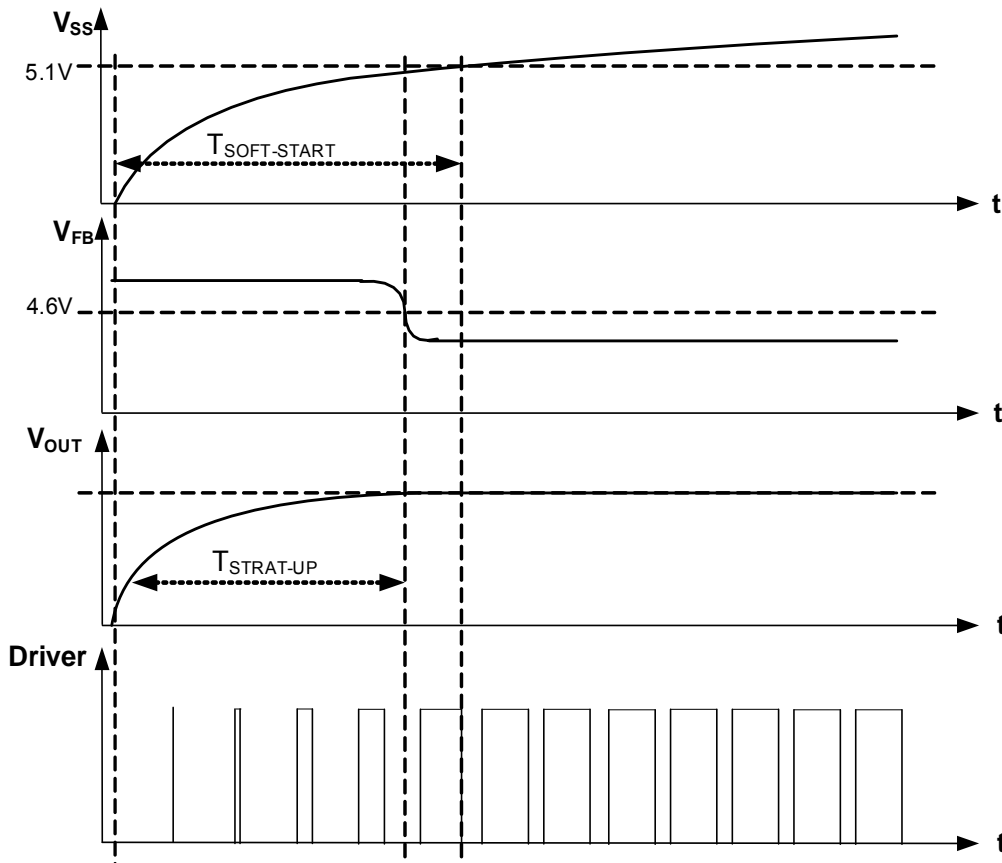 VSS
5.1V
TSOFT-START
t
VFB
4.6V
t
VOUT
TSTRAT-UP
t
Driver
t